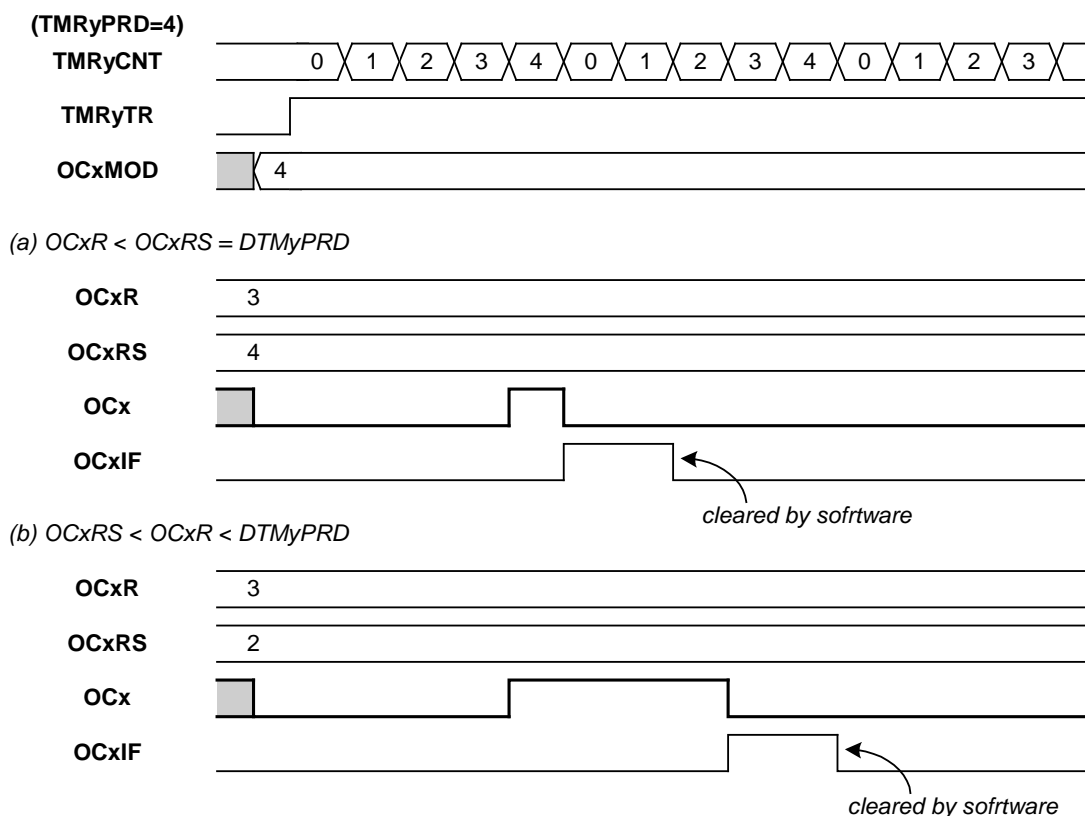 (TMRyPRD=4)
TMRyCNT 0 1 2 3 4 0 1 2 3 4 0 1 2 3
TMRyTR
OCxMOD 4
(a) OCxR < OCxRS = DTMyPRD
OCxR 3
OCxRS 4
OCx
OCxIF
cleared by sofrtware
(b) OCxRS < OCxR < DTMyPRD
OCxR 3
OCxRS 2
OCx
OCxIF
cleared by sofrtware